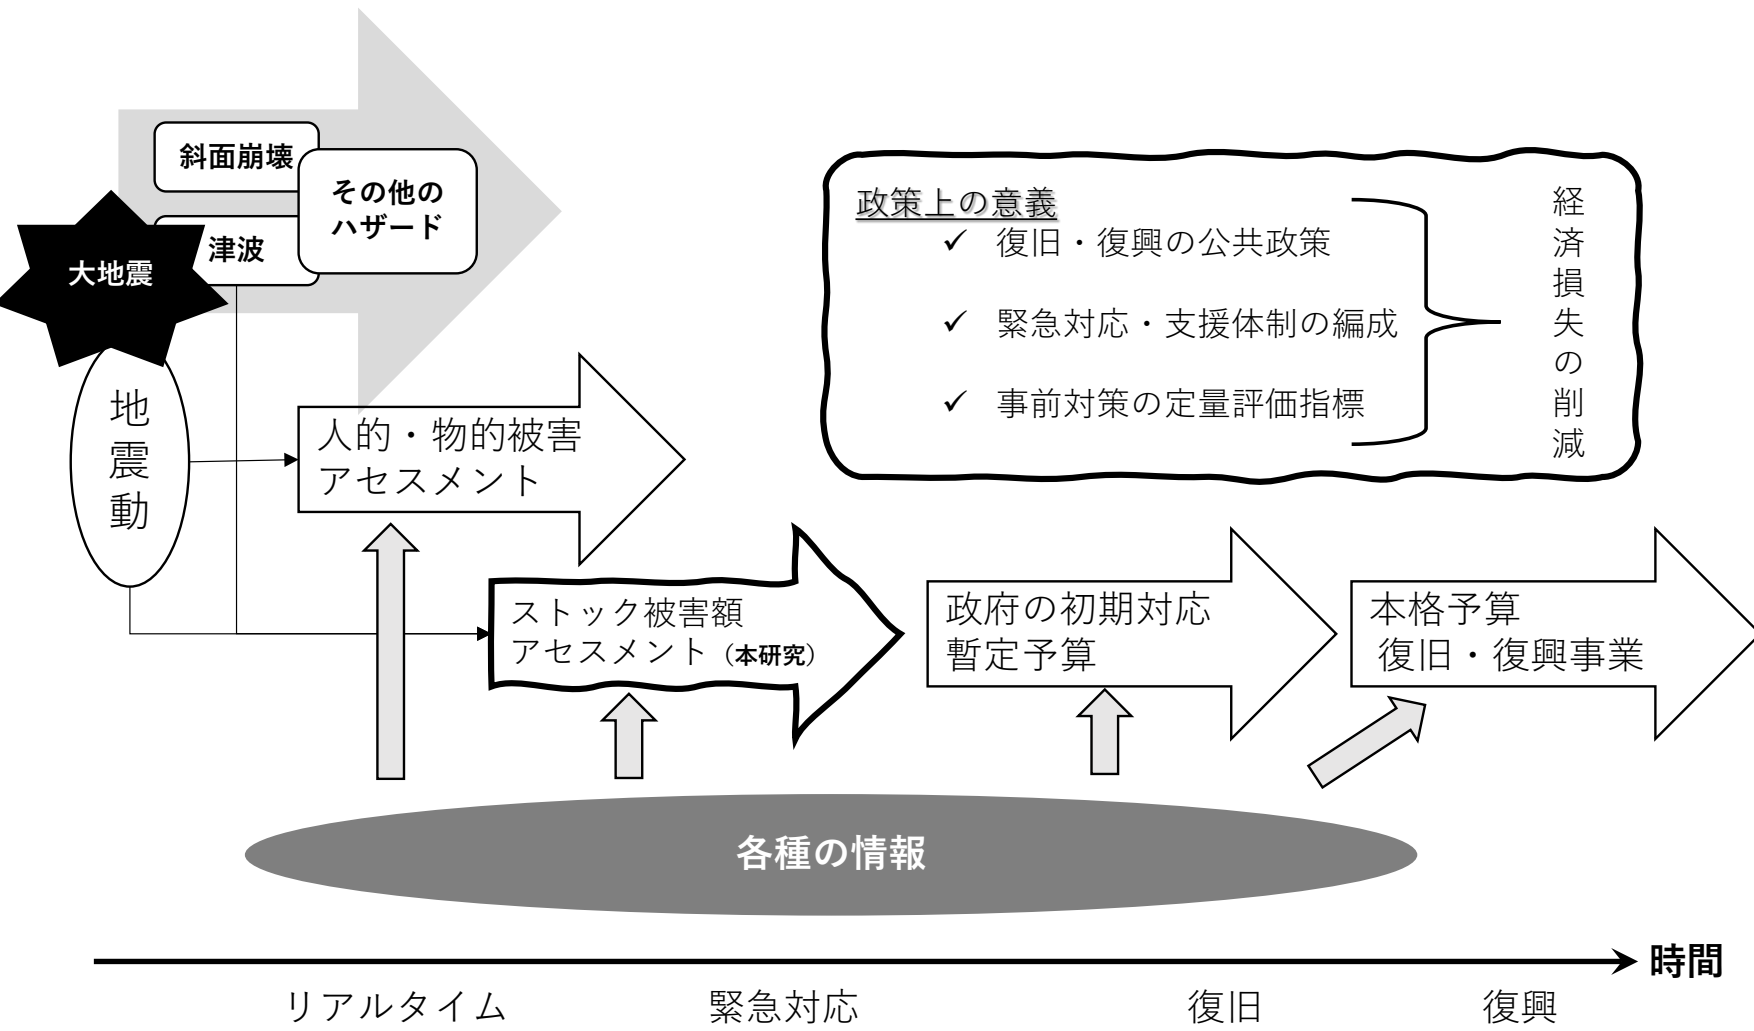 斜面崩壊
その他の
ハザード
津波
大地震
地震動
人的・物的被害
アセスメント
政策上の意義
✓ 復旧・復興の公共政策
✓ 緊急対応・支援体制の編成
✓ 事前対策の定量評価指標
経済損失の削減
ストック被害額
アセスメント（本研究）
政府の初期対応
暫定予算
本格予算
復旧・復興事業
各種の情報
時間
リアルタイム
緊急対応
復旧
復興